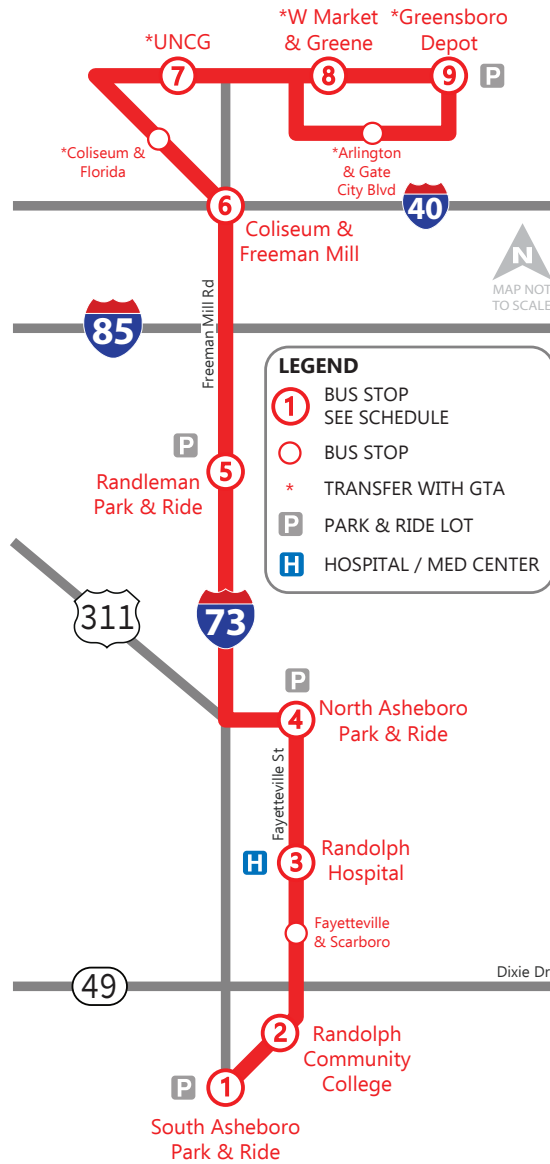 *UNCG
*W Market
& Greene
*Greensboro
Depot
7
8
9
P
*Coliseum &
Florida
*Arlington
& Gate
City Blvd
6
40
Coliseum &
Freeman Mill
N
MAP NOT
TO SCALE
85
Freeman Mill Rd
LEGEND
1 BUS STOP
SEE SCHEDULE
BUS STOP
* TRANSFER WITH GTA
P PARK & RIDE LOT
H HOSPITAL / MED CENTER
P
5
Randleman
Park & Ride
311
73
P
4
North Asheboro
Park & Ride
Fayetteville St
H
3
Randolph
Hospital
Fayetteville
& Scarboro
Dixie Dr
49
2
Randolph
Community
College
P
1
South Asheboro
Park & Ride